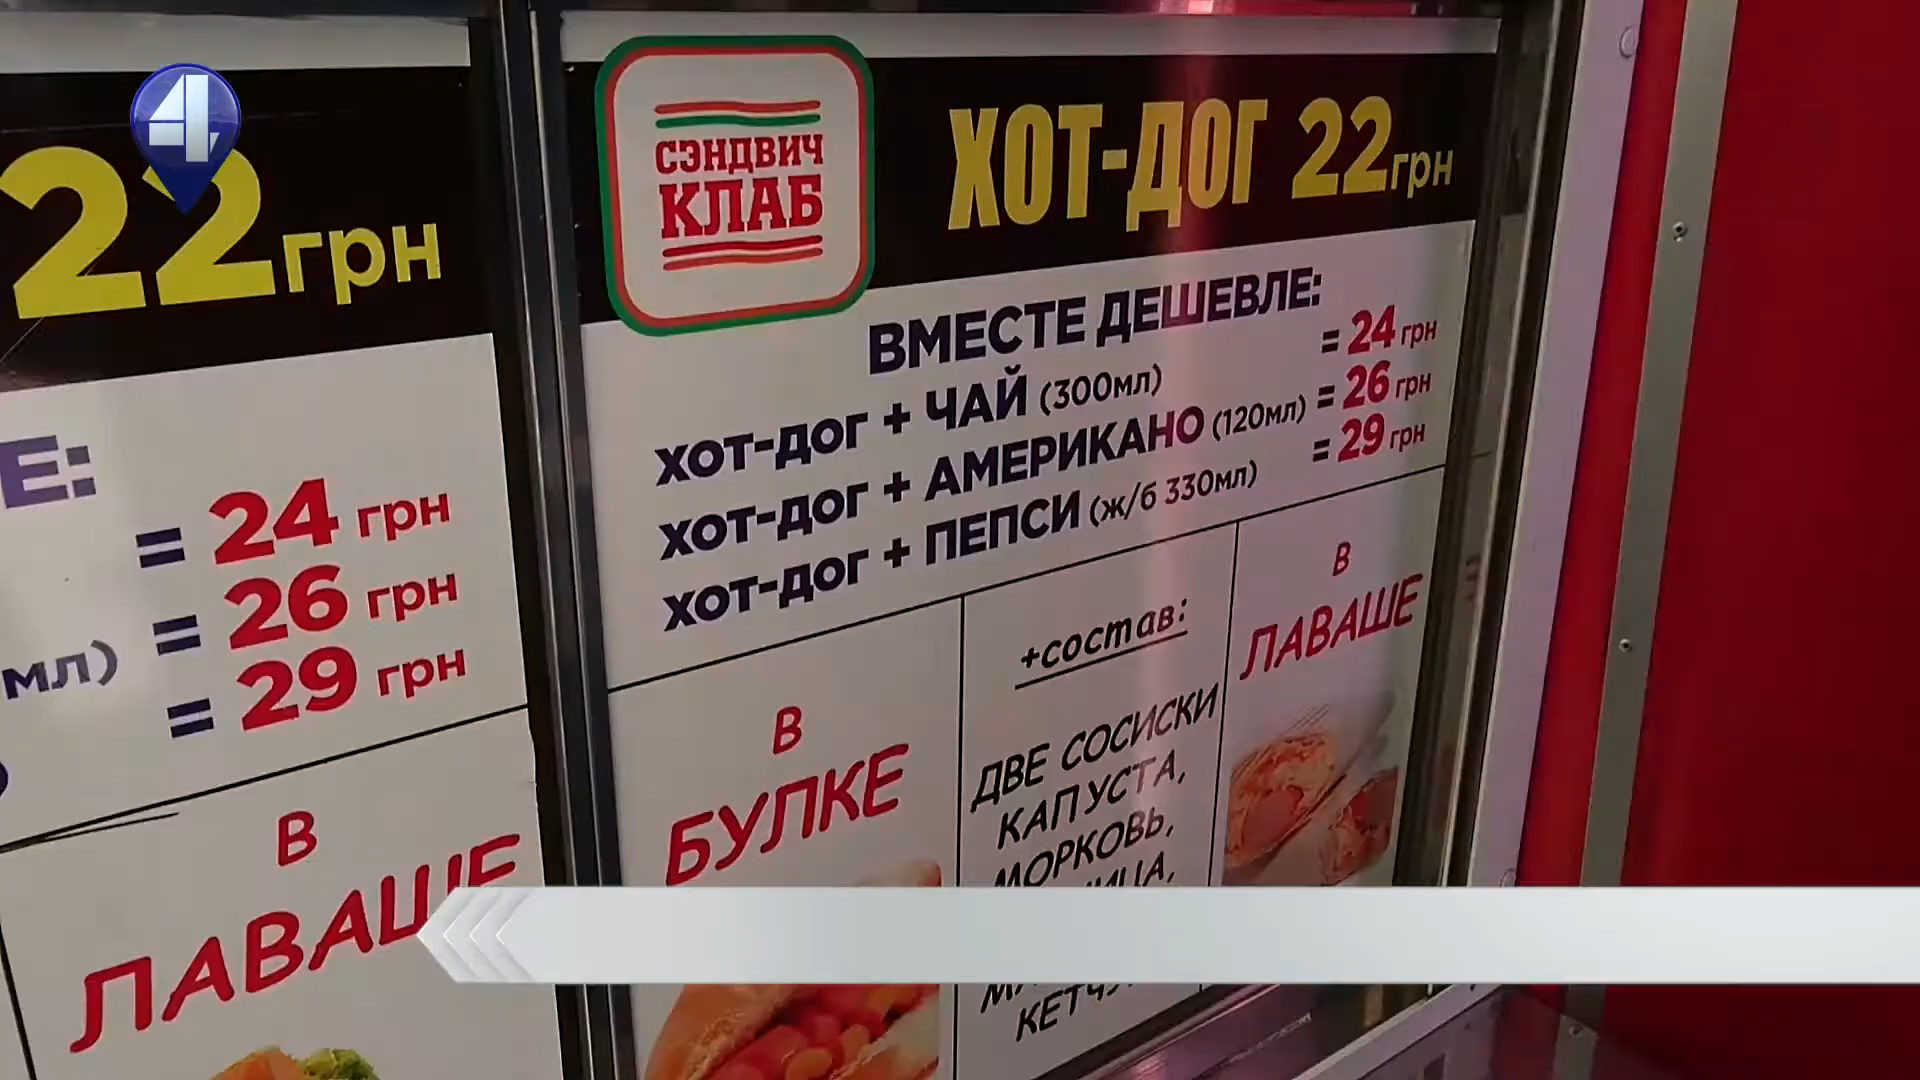 4
22грн
Е:
= 24 грн
мл) = 26 грн
= 29 грн
В
ЛАВАШЕ
СЭНДВИЧ
КЛАБ
ХОТ-ДОГ 22грн
ВМЕСТЕ ДЕШЕВЛЕ:
ХОТ-ДОГ + ЧАЙ (300мл) = 24 грн
ХОТ-ДОГ + АМЕРИКАНО (120мл) = 26 грн
ХОТ-ДОГ + ПЕПСИ (ж/б 330мл) = 29 грн
В
БУЛКЕ
+состав:
ДВЕ СОСИСКИ
КАПУСТА,
МОРКОВЬ,
В
ЛАВАШЕ